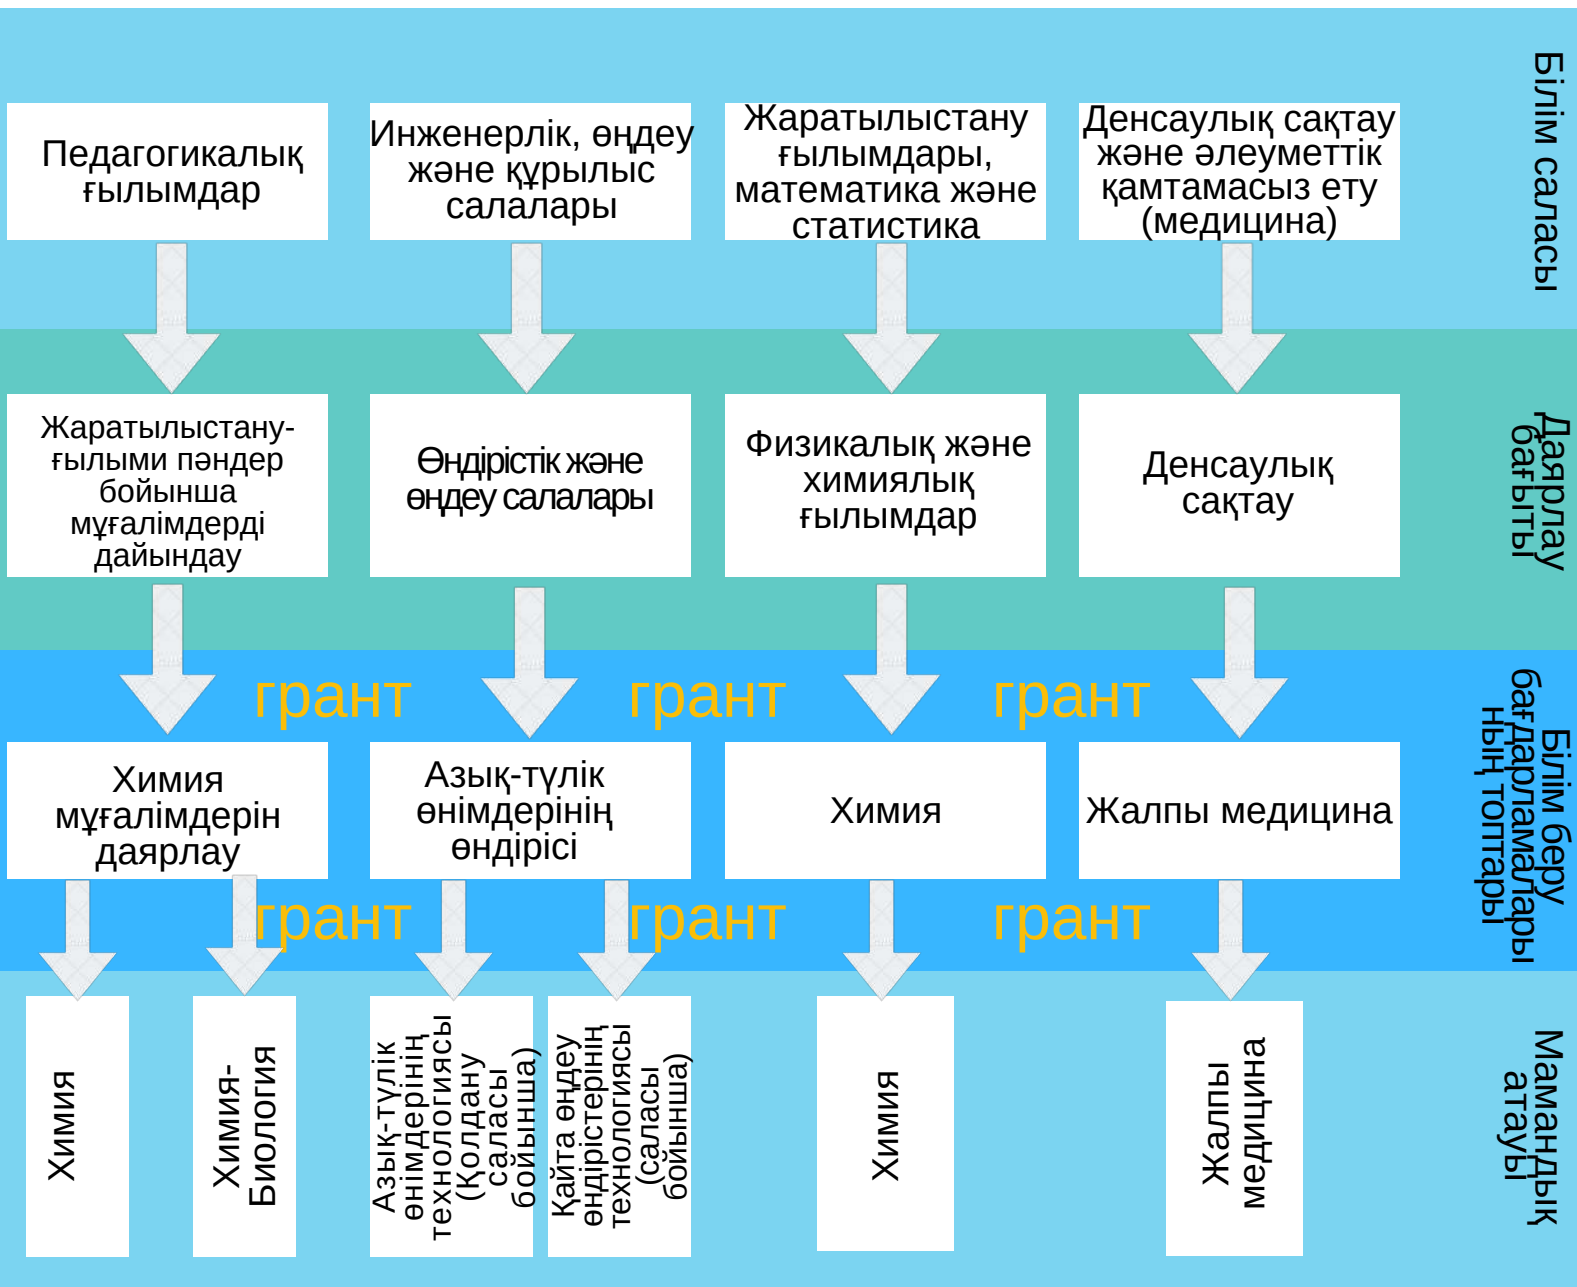 Білім саласы
Педагогикалық
ғылымдар
Инженерлік, өңдеу
және құрылыс
салалары
Жаратылыстану
ғылымдары,
математика және
статистика
Денсаулық сақтау
және әлеуметтік
қамтамасыз ету
(медицина)
Даярлау
бағыты
Жаратылыстану-
ғылыми пәндер
бойынша
мұғалімдерді
дайындау
Өндірістік және
өңдеу салалары
Физикалық және
химиялық
ғылымдар
Денсаулық
сақтау
Білім беру
бағдарламалары
ның топтары
грант
грант
грант
Химия
мұғалімдерін
даярлау
Азық-түлік
өнімдерінің
өндірісі
Химия
Жалпы медицина
грант
грант
грант
Мамандық
атауы
Химия
Химия-
Биология
Азық-түлік
өнімдерінің
технологиясы
(Қолдану
саласы
бойынша)
Қайта өңдеу
өндірістерінің
технологиясы
(саласы
бойынша)
Химия
Жалпы
медицина